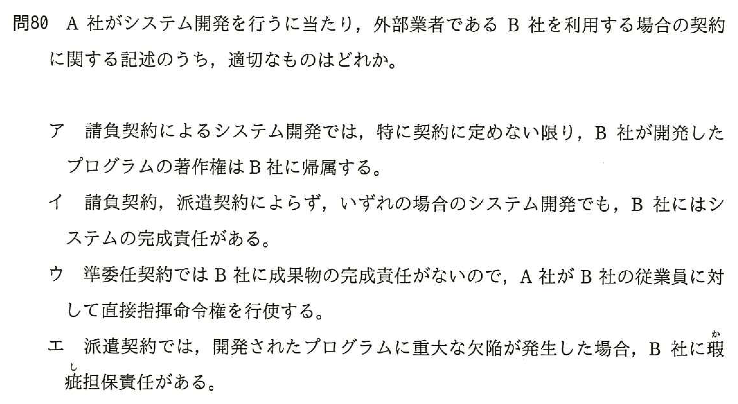 問80 A 社がシステム開発を行うに当たり，外部業者である B 社を利用する場合の契約
に関する記述のうち，適切なものはどれか。
ア 請負契約によるシステム開発では，特に契約に定めない限り，B 社が開発した
プログラムの著作権はB社に帰属する。
イ 請負契約，派遣契約によらず，いずれの場合のシステム開発でも，B 社にはシ
ステムの完成責任がある。
ウ 準委任契約では B 社に成果物の完成責任がないので，A 社が B 社の従業員に対
して直接指揮命令権を行使する。
か
エ 派遣契約では，開発されたプログラムに重大な欠陥が発生した場合，B 社に瑕
し
疵担保責任がある。